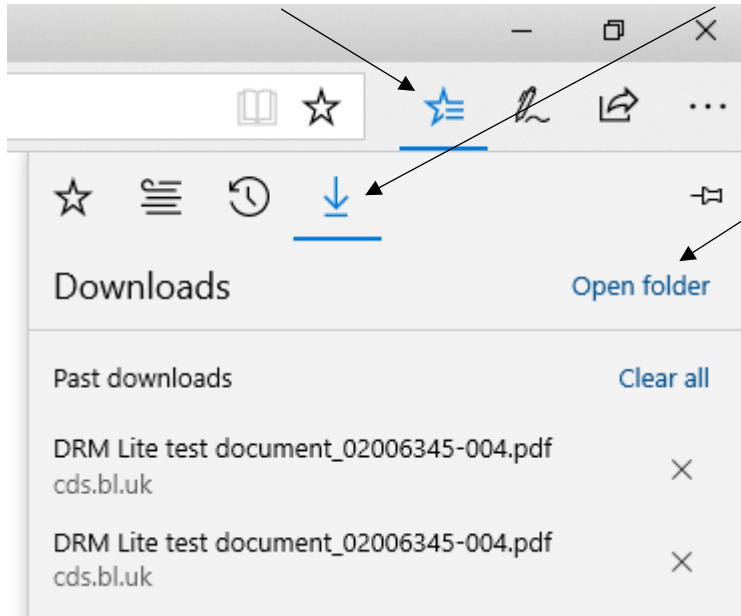 Downloads
Open folder
Past downloads
Clear all
DRM Lite test document_02006345-004.pdf
cds.bl.uk
DRM Lite test document_02006345-004.pdf
cds.bl.uk